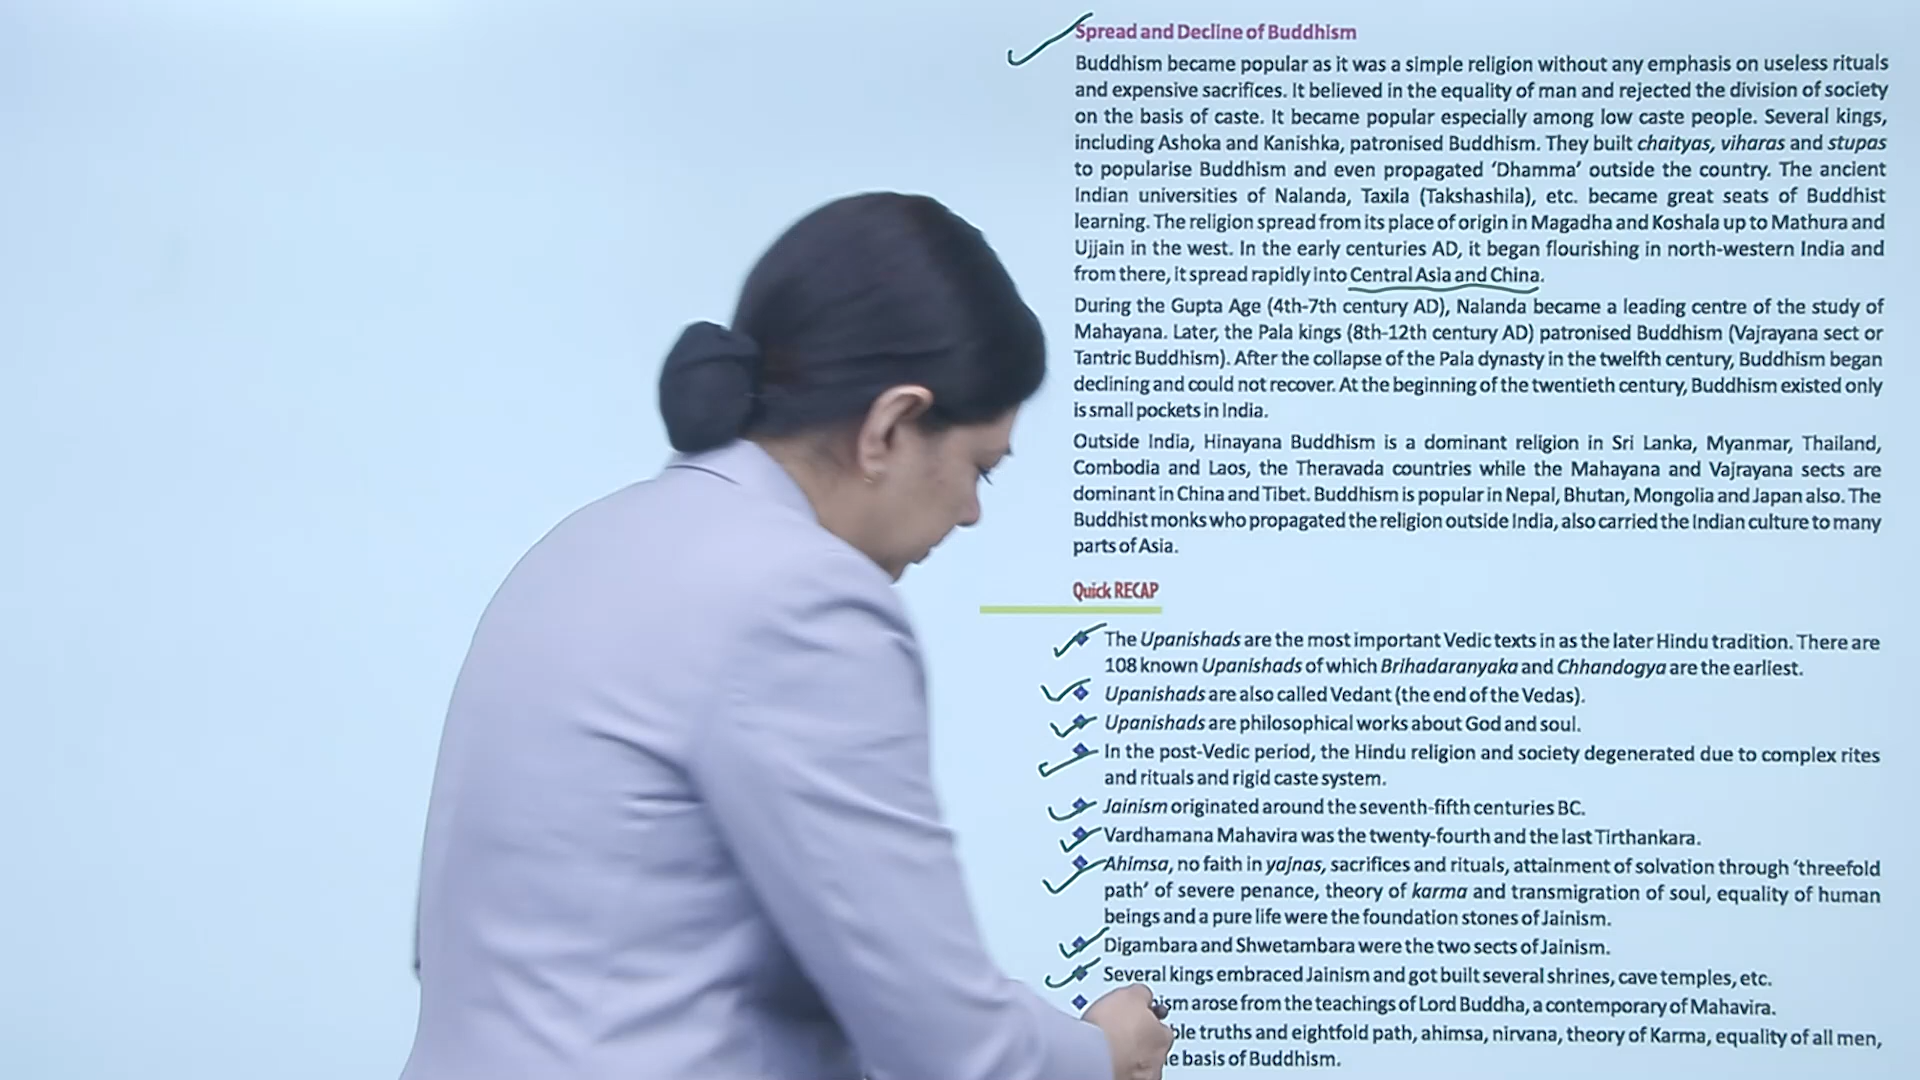 Spread and Decline of Buddhism
Buddhism became popular as it was a simple religion without any emphasis on useless rituals
and expensive sacrifices. It believed in the equality of man and rejected the division of society
on the basis of caste. It became popular especially among low caste people. Several kings,
including Ashoka and Kanishka, patronised Buddhism. They built chaityas, viharas and stupas
to popularise Buddhism and even propagated ‘Dhamma’ outside the country. The ancient
Indian universities of Nalanda, Taxila (Takshashila), etc. became great seats of Buddhist
learning. The religion spread from its place of origin in Magadha and Koshala up to Mathura and
Ujjain in the west. In the early centuries AD, it began flourishing in north-western India and
from there, it spread rapidly into Central Asia and China.
During the Gupta Age (4th-7th century AD), Nalanda became a leading centre of the study of
Mahayana. Later, the Pala kings (8th-12th century AD) patronised Buddhism (Vajrayana sect or
Tantric Buddhism). After the collapse of the Pala dynasty in the twelfth century, Buddhism began
declining and could not recover. At the beginning of the twentieth century, Buddhism existed only
is small pockets in India.
Outside India, Hinayana Buddhism is a dominant religion in Sri Lanka, Myanmar, Thailand,
Combodia and Laos, the Theravada countries while the Mahayana and Vajrayana sects are
dominant in China and Tibet. Buddhism is popular in Nepal, Bhutan, Mongolia and Japan also. The
Buddhist monks who propagated the religion outside India, also carried the Indian culture to many
parts of Asia.
Quick RECAP
The Upanishads are the most important Vedic texts in as the later Hindu tradition. There are
108 known Upanishads of which Brihadaranyaka and Chhandogya are the earliest.
Upanishads are also called Vedant (the end of the Vedas).
Upanishads are philosophical works about God and soul.
In the post-Vedic period, the Hindu religion and society degenerated due to complex rites
and rituals and rigid caste system.
Jainism originated around the seventh-fifth centuries BC.
Vardhamana Mahavira was the twenty-fourth and the last Tirthankara.
Ahimsa, no faith in yajnas, sacrifices and rituals, attainment of solvation through ‘threefold
path’ of severe penance, theory of karma and transmigration of soul, equality of human
beings and a pure life were the foundation stones of Jainism.
Digambara and Shwetambara were the two sects of Jainism.
Several kings embraced Jainism and got built several shrines, cave temples, etc.
arose from the teachings of Lord Buddha, a contemporary of Mahavira.
truths and eightfold path, ahimsa, nirvana, theory of Karma, equality of all men,
basis of Buddhism.